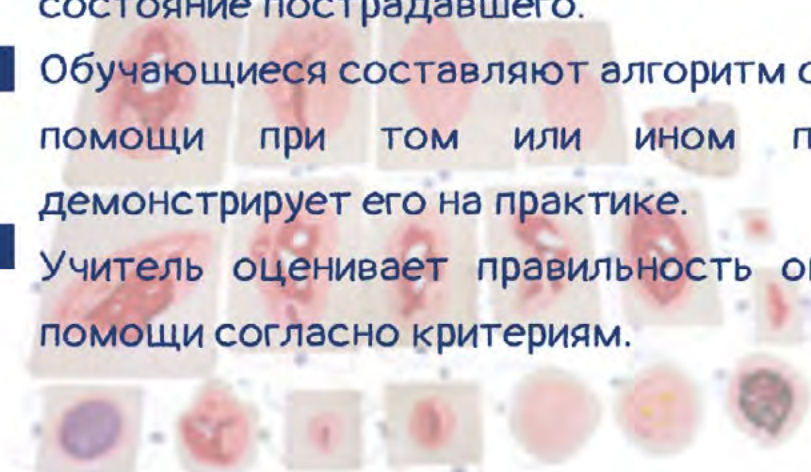 состояние пострадавшего.
Обучающиеся составляют алгоритм
помощи при том или ином
демонстрирует его на практике.
Учитель оценивает правильность
помощи согласно критериям.